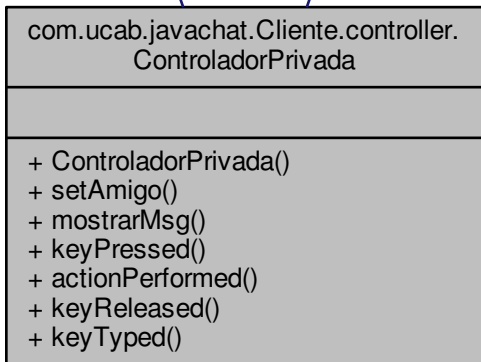 com.ucab.javachat.Cliente.controller.
ControladorPrivada
+ ControladorPrivada()
+ setAmigo()
+ mostrarMsg()
+ keyPressed()
+ actionPerformed()
+ keyReleased()
+ keyTyped()